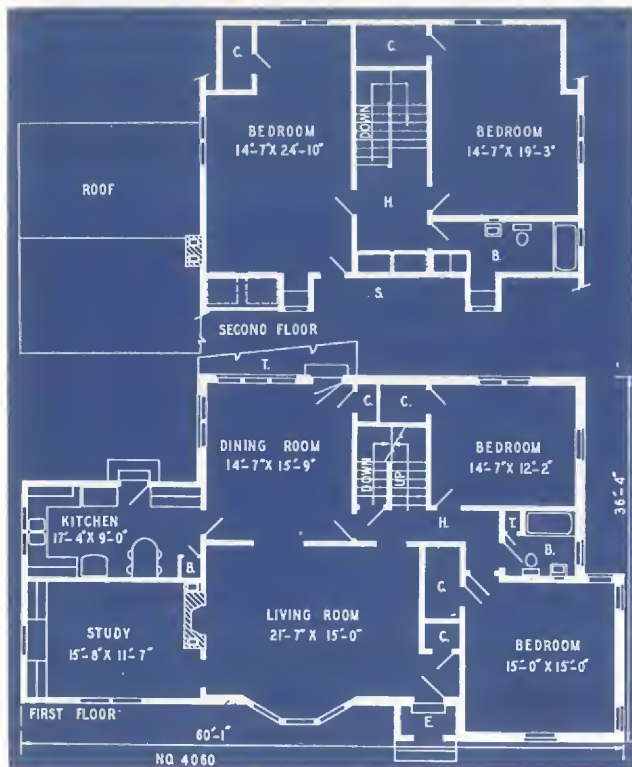 C.
C.
BEDROOM
14'-7" X 24'-10"
DOWN
BEDROOM
14'-7" X 19'-3"
ROOF
H.
B.
S.
SECOND FLOOR
T.
C.
C.
DINING ROOM
14'-7" X 15'-9"
DOWN
UP
BEDROOM
14'-7" X 12'-2"
36'-4"
KITCHEN
17'-4" X 9'-0"
H.
T.
B.
B.
C.
LIVING ROOM
21'-7" X 15'-0"
STUDY
15'-8" X 11'-7"
C.
BEDROOM
15'-0" X 15'-0"
FIRST FLOOR
E.
60'-1"
NO. 4060